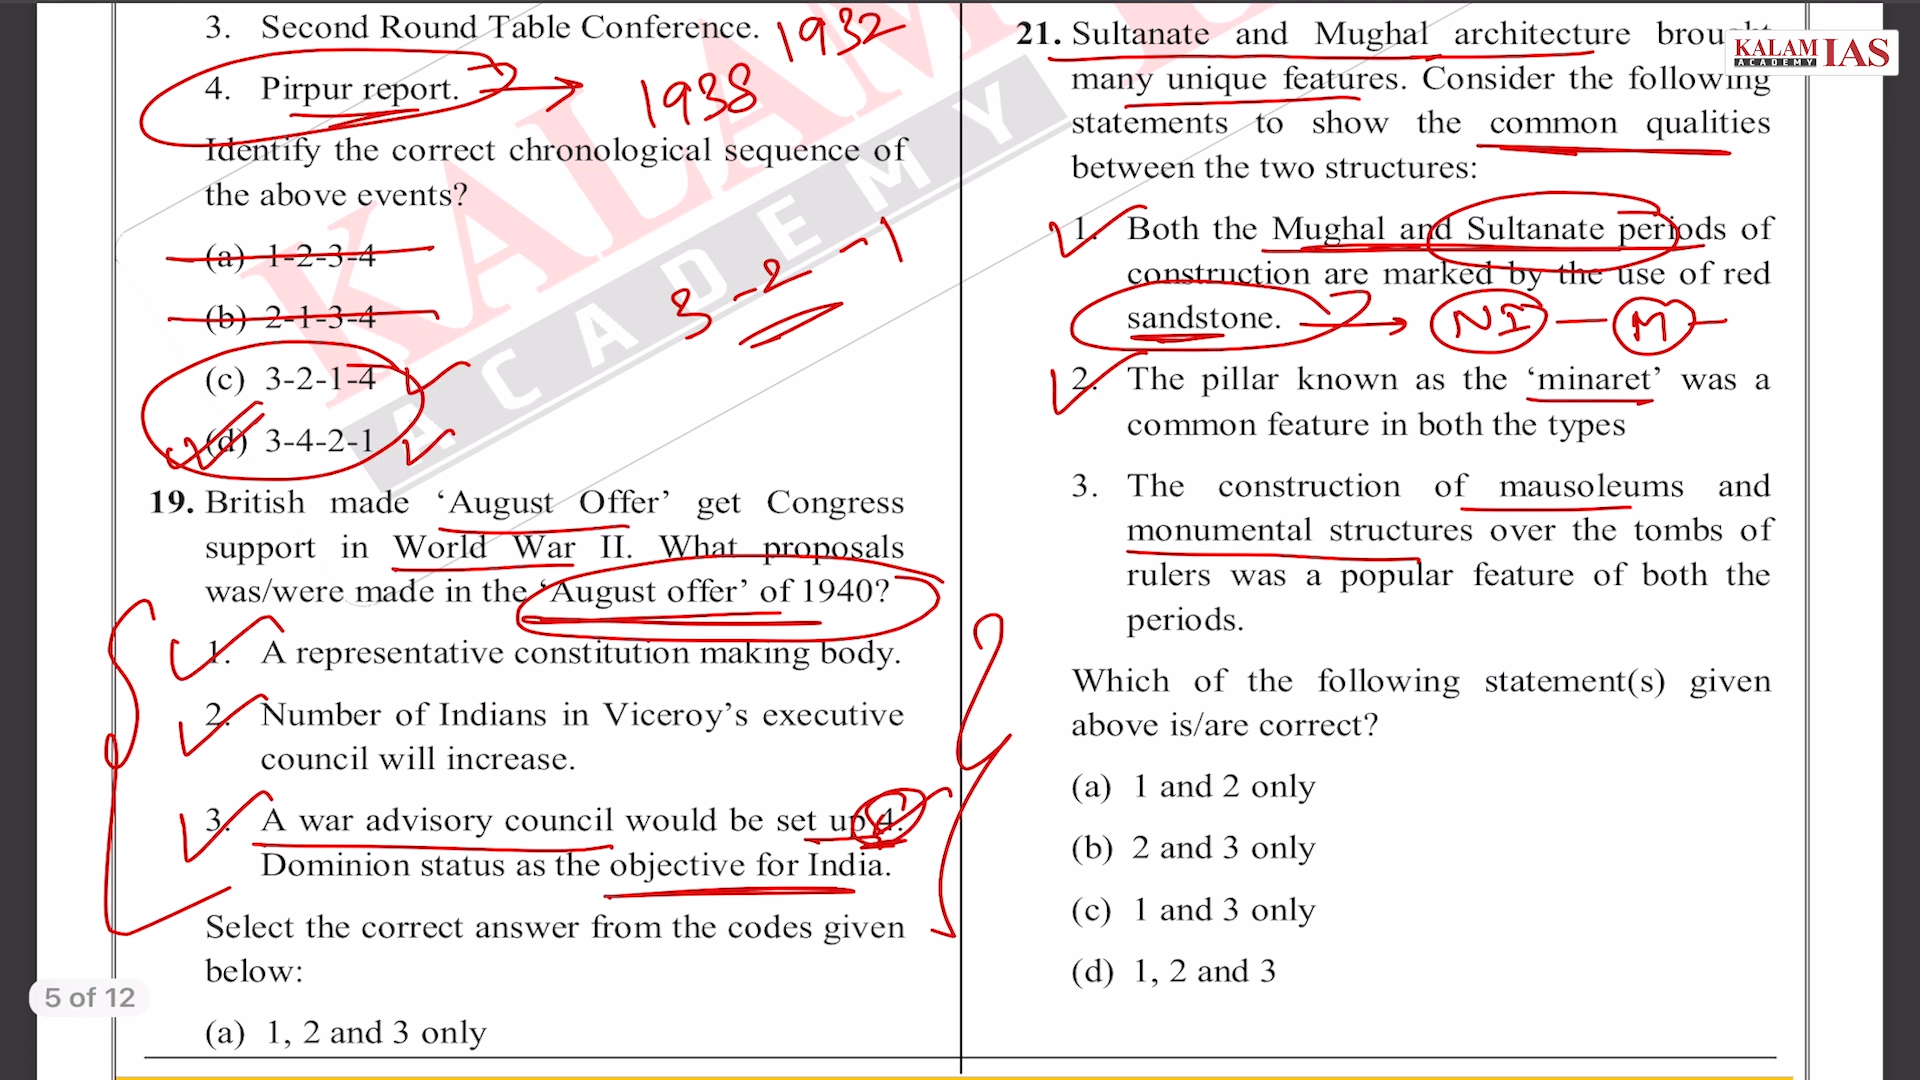 3. Second Round Table Conference. 1932
4. Pirpur report. 1938
Identify the correct chronological sequence of
the above events?
(a) 1-2-3-4
(b) 2-1-3-4
3-2-1
(c) 3-2-1-4
(d) 3-4-2-1
19. British made ‘August Offer’ get Congress
support in World War II. What proposals
was/were made in the ‘August offer’ of 1940?
1. A representative constitution making body.
2. Number of Indians in Viceroy’s executive
council will increase.
3. A war advisory council would be set up 4.
Dominion status as the objective for India.
Select the correct answer from the codes given
below:
(a) 1, 2 and 3 only
5 of 12
21. Sultanate and Mughal architecture brought
many unique features. Consider the following
statements to show the common qualities
between the two structures:
1. Both the Mughal and Sultanate periods of
construction are marked by the use of red
sandstone. NI - M -
2. The pillar known as the ‘minaret’ was a
common feature in both the types
3. The construction of mausoleums and
monumental structures over the tombs of
rulers was a popular feature of both the
periods.
Which of the following statement(s) given
above is/are correct?
(a) 1 and 2 only
(b) 2 and 3 only
(c) 1 and 3 only
(d) 1, 2 and 3
KALAM IAS
ACADEMY
KALAM
ACADEMY